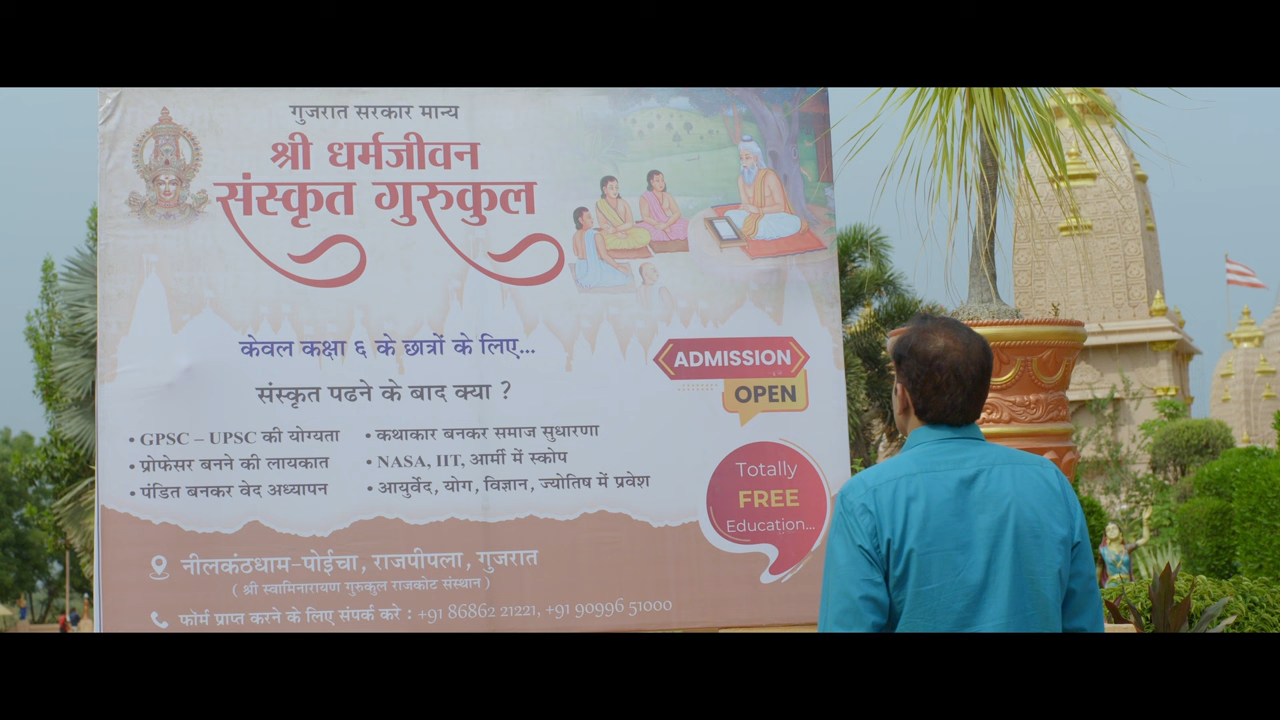 गुजरात सरकार मान्य
श्री धर्मजीवन
संस्कृत गुरुकुल
केवल कक्षा ६ के छात्रों के लिए...
संस्कृत पढने के बाद क्या ?
• GPSC – UPSC की योग्यता
• प्रोफेसर बनने की लायकात
• पंडित बनकर वेद अध्यापन
• कथाकार बनकर समाज सुधारणा
• NASA, IIT, आर्मी में स्कोप
• आयुर्वेद, योग, विज्ञान, ज्योतिष में प्रवेश
ADMISSION
OPEN
Totally
FREE
Education...
नीलकंठधाम-पोईचा, राजपीपला, गुजरात
( श्री स्वामिनारायण गुरुकुल राजकोट संस्थान )
फॉर्म प्राप्त करने के लिए संपर्क करे : +91 86862 21221, +91 90996 51000